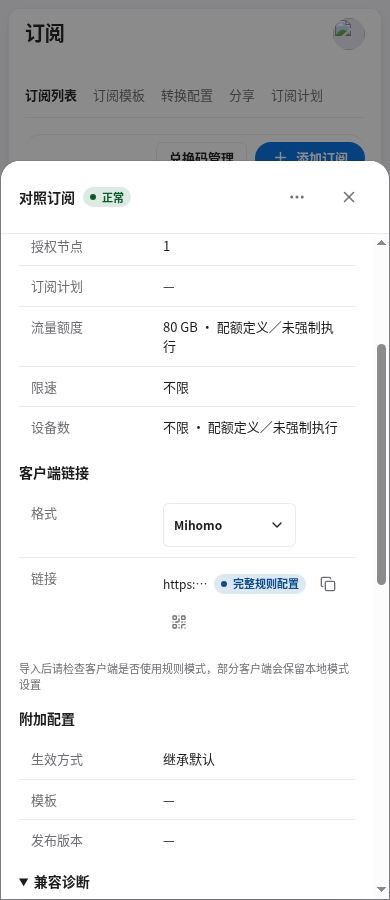 订阅
订阅列表 订阅模板 转换配置 分享 订阅计划
兑换码管理 添加订阅
对照订阅 正常
授权节点 1
订阅计划 —
流量额度 80 GB · 配额定义／未强制执
行
限速 不限
设备数 不限 · 配额定义／未强制执行
客户端链接
格式 Mihomo
链接 https:… 完整规则配置
导入后请检查客户端是否使用规则模式，部分客户端会保留本地模式
设置
附加配置
生效方式 继承默认
模板 —
发布版本 —
兼容诊断